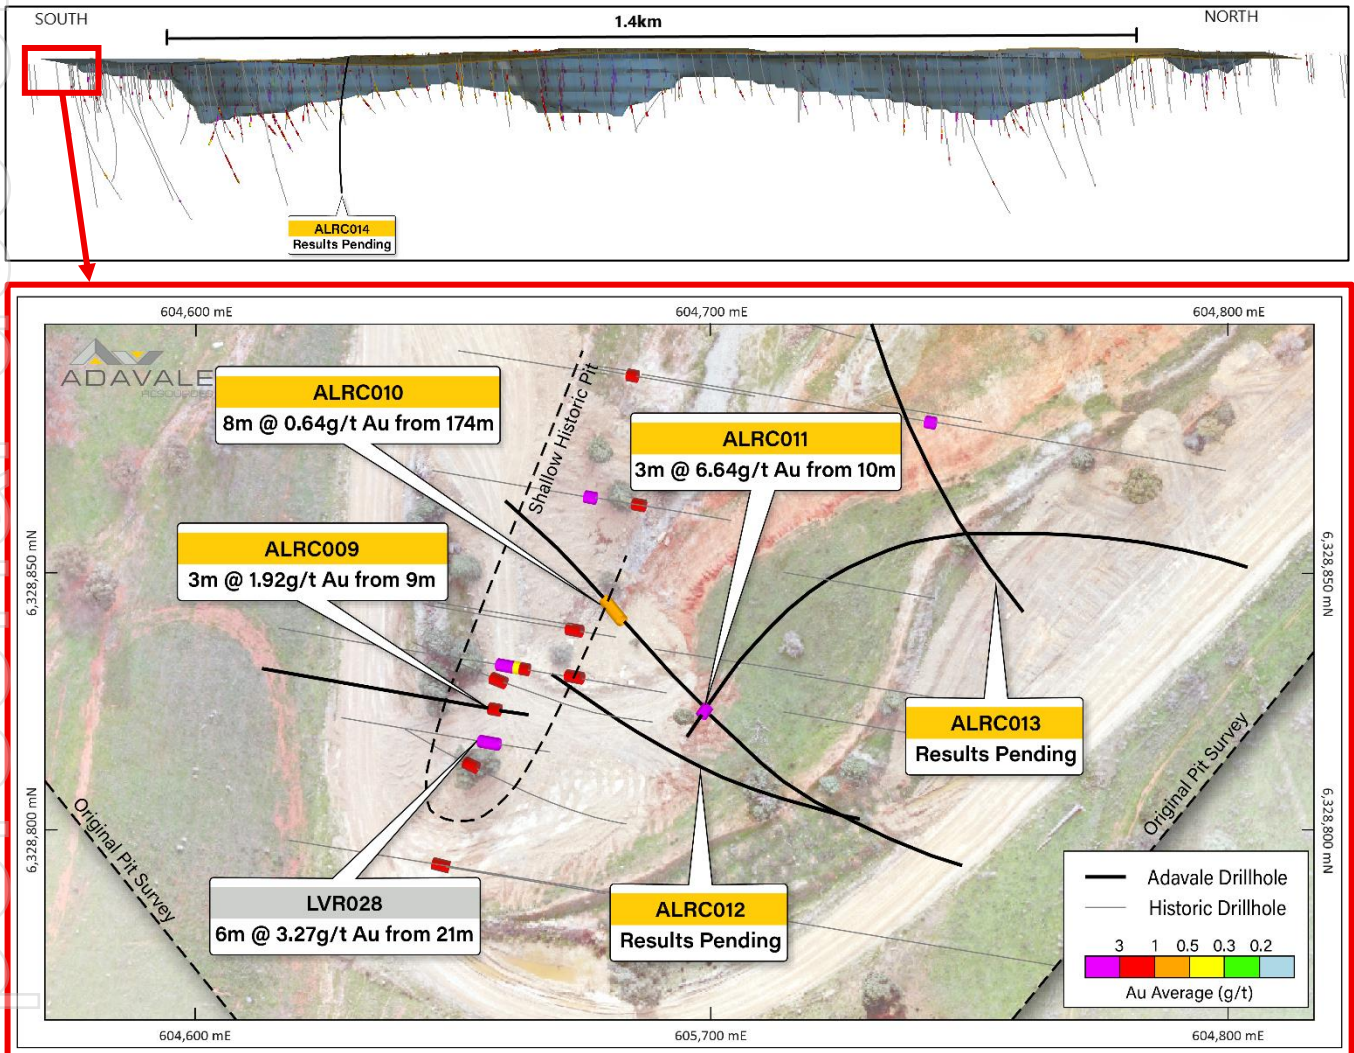 SOUTH
1.4km
NORTH
ALRC014
Results Pending
604,600 mE
604,700 mE
604,800 mE
ADAVALE
RESOURCES
ALRC010
8m @ 0.64g/t Au from 174m
Shallow Historic Pit
ALRC011
3m @ 6.64g/t Au from 10m
ALRC009
3m @ 1.92g/t Au from 9m
6,328,850 mN
6,328,850 mN
ALRC013
Results Pending
Original Pit Survey
Original Pit Survey
6,328,800 mN
6,328,800 mN
LVR028
6m @ 3.27g/t Au from 21m
ALRC012
Results Pending
Adavale Drillhole
Historic Drillhole
3 1 0.5 0.3 0.2
Au Average (g/t)
604,600 mE
605,700 mE
604,800 mE